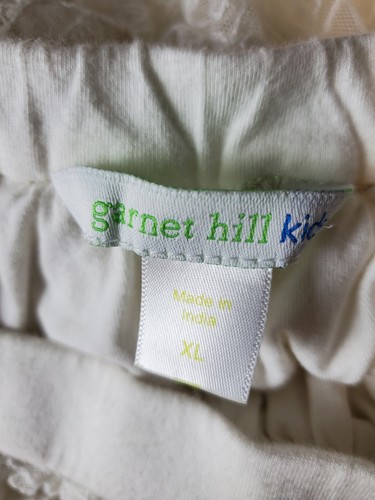 garnet hill kids
Made in
India
XL